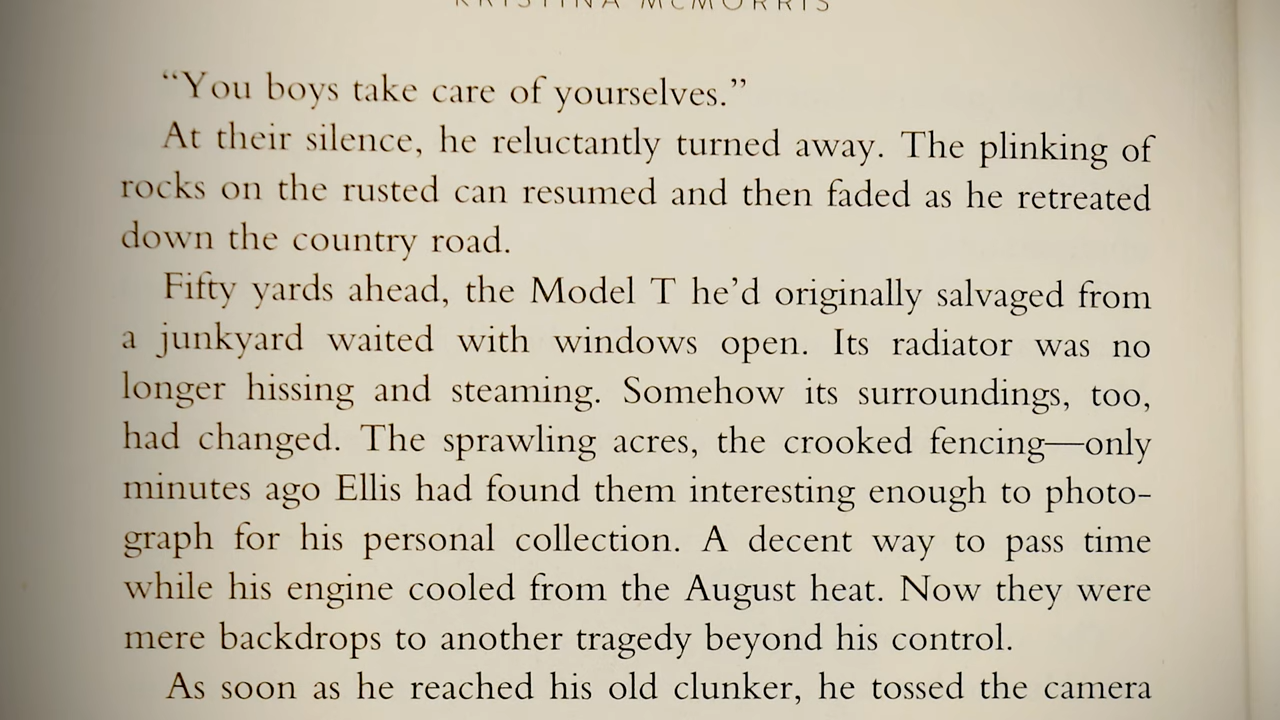 KRISTINA MCMORRIS
“You boys take care of yourselves.”
At their silence, he reluctantly turned away. The plinking of
rocks on the rusted can resumed and then faded as he retreated
down the country road.
Fifty yards ahead, the Model T he’d originally salvaged from
a junkyard waited with windows open. Its radiator was no
longer hissing and steaming. Somehow its surroundings, too,
had changed. The sprawling acres, the crooked fencing—only
minutes ago Ellis had found them interesting enough to photo-
graph for his personal collection. A decent way to pass time
while his engine cooled from the August heat. Now they were
mere backdrops to another tragedy beyond his control.
As soon as he reached his old clunker, he tossed the camera